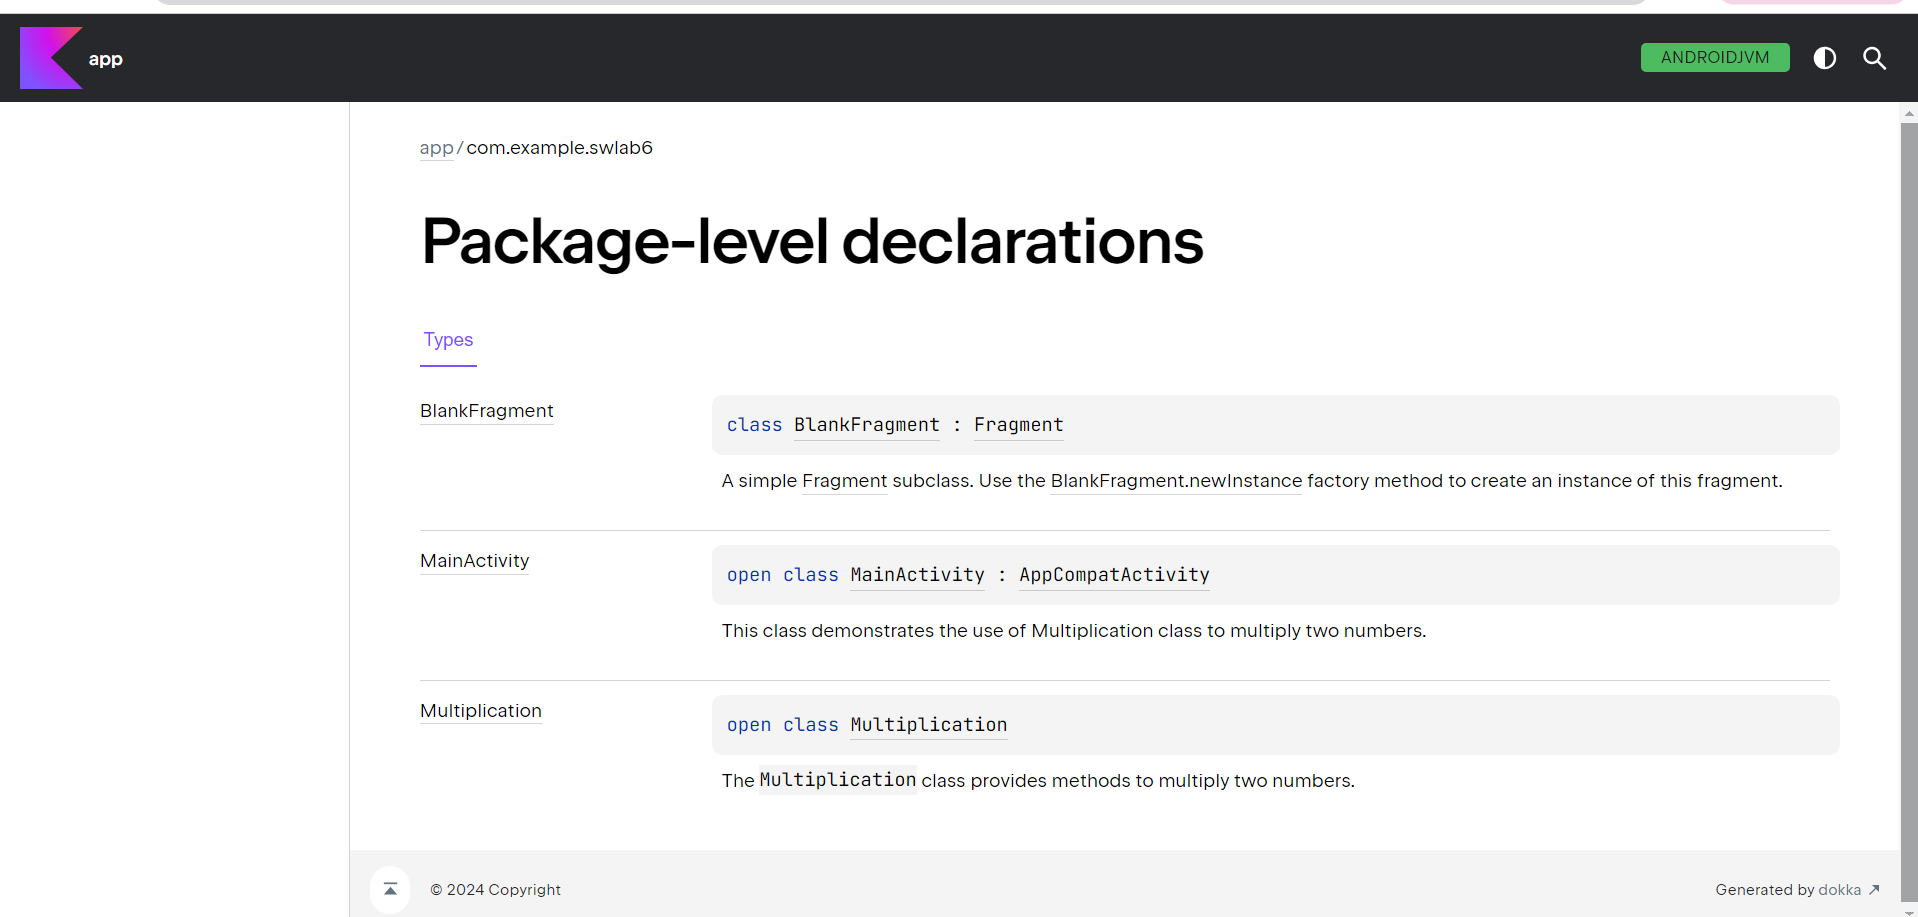 app
ANDROIDJVM
app/com.example.swlab6
Package-level declarations
Types
BlankFragment
class BlankFragment : Fragment
A simple Fragment subclass. Use the BlankFragment.newInstance factory method to create an instance of this fragment.
MainActivity
open class MainActivity : AppCompatActivity
This class demonstrates the use of Multiplication class to multiply two numbers.
Multiplication
open class Multiplication
The Multiplication class provides methods to multiply two numbers.
© 2024 Copyright
Generated by dokka